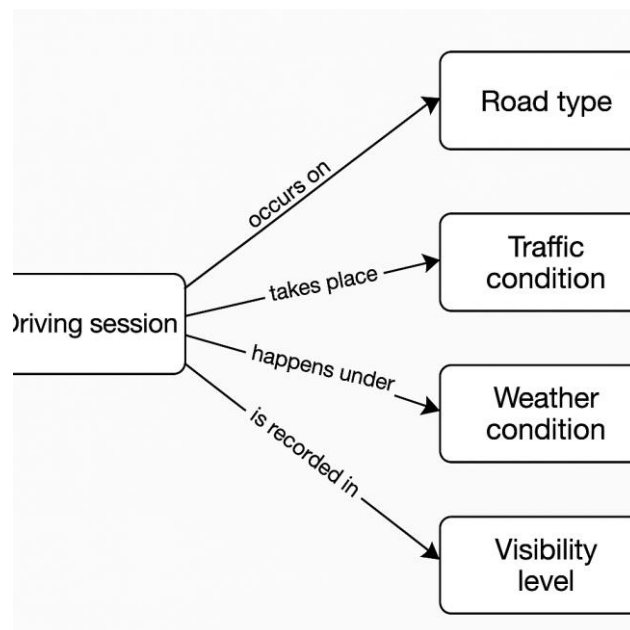 Road type
occurs on
Traffic
condition
takes place
Driving session
happens under
Weather
condition
is recorded in
Visibility
level